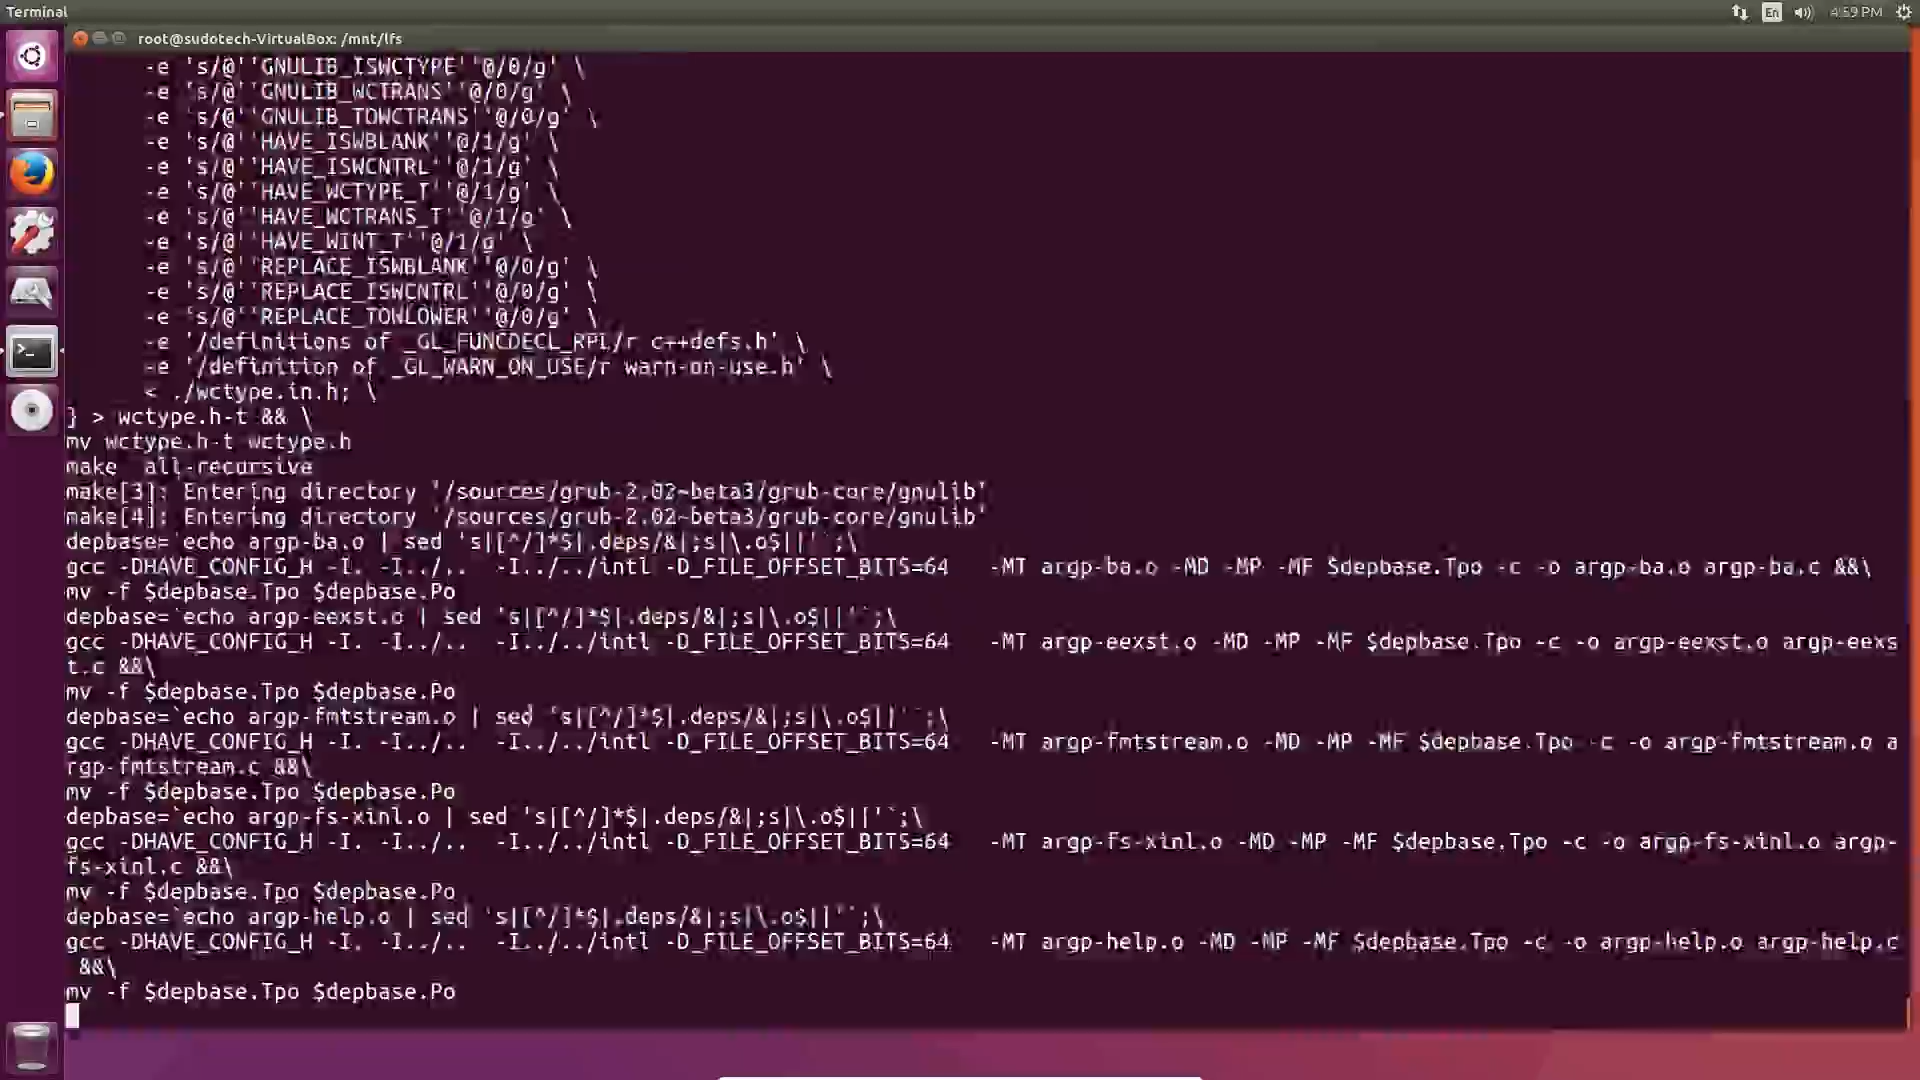 Terminal
En
4:59 PM
root@sudotech-VirtualBox: /mnt/lfs
-e 's/@''GNULIB_ISWCTYPE''@/0/g' \
-e 's/@''GNULIB_WCTRANS''@/0/g' \
-e 's/@''GNULIB_TOWCTRANS''@/0/g' \
-e 's/@''HAVE_ISWBLANK''@/1/g' \
-e 's/@''HAVE_ISWCNTRL''@/1/g' \
-e 's/@''HAVE_WCTYPE_T''@/1/g' \
-e 's/@''HAVE_WCTRANS_T''@/1/g' \
-e 's/@''HAVE_WINT_T''@/1/g' \
-e 's/@''REPLACE_ISWBLANK''@/0/g' \
-e 's/@''REPLACE_ISWCNTRL''@/0/g' \
-e 's/@''REPLACE_TOWLOWER''@/0/g' \
-e '/definitions of _GL_FUNCDECL_RPL/r c++defs.h' \
-e '/definition of _GL_WARN_ON_USE/r warn-on-use.h' \
< ./wctype.in.h; \
} > wctype.h-t && \
mv wctype.h-t wctype.h
make  all-recursive
make[3]: Entering directory '/sources/grub-2.02~beta3/grub-core/gnulib'
make[4]: Entering directory '/sources/grub-2.02~beta3/grub-core/gnulib'
depbase=`echo argp-ba.o | sed 's|[^/]*$|.deps/&|;s|\.o$||'`;\
gcc -DHAVE_CONFIG_H -I. -I../..  -I../../intl -D_FILE_OFFSET_BITS=64   -MT argp-ba.o -MD -MP -MF $depbase.Tpo -c -o argp-ba.o argp-ba.c &&\
mv -f $depbase.Tpo $depbase.Po
depbase=`echo argp-eexst.o | sed 's|[^/]*$|.deps/&|;s|\.o$||'`;\
gcc -DHAVE_CONFIG_H -I. -I../..  -I../../intl -D_FILE_OFFSET_BITS=64   -MT argp-eexst.o -MD -MP -MF $depbase.Tpo -c -o argp-eexst.o argp-eexs
t.c &&\
mv -f $depbase.Tpo $depbase.Po
depbase=`echo argp-fmtstream.o | sed 's|[^/]*$|.deps/&|;s|\.o$||'`;\
gcc -DHAVE_CONFIG_H -I. -I../..  -I../../intl -D_FILE_OFFSET_BITS=64   -MT argp-fmtstream.o -MD -MP -MF $depbase.Tpo -c -o argp-fmtstream.o a
rgp-fmtstream.c &&\
mv -f $depbase.Tpo $depbase.Po
depbase=`echo argp-fs-xinl.o | sed 's|[^/]*$|.deps/&|;s|\.o$||'`;\
gcc -DHAVE_CONFIG_H -I. -I../..  -I../../intl -D_FILE_OFFSET_BITS=64   -MT argp-fs-xinl.o -MD -MP -MF $depbase.Tpo -c -o argp-fs-xinl.o argp-
fs-xinl.c &&\
mv -f $depbase.Tpo $depbase.Po
depbase=`echo argp-help.o | sed 's|[^/]*$|.deps/&|;s|\.o$||'`;\
gcc -DHAVE_CONFIG_H -I. -I../..  -I../../intl -D_FILE_OFFSET_BITS=64   -MT argp-help.o -MD -MP -MF $depbase.Tpo -c -o argp-help.o argp-help.c
 &&\
mv -f $depbase.Tpo $depbase.Po